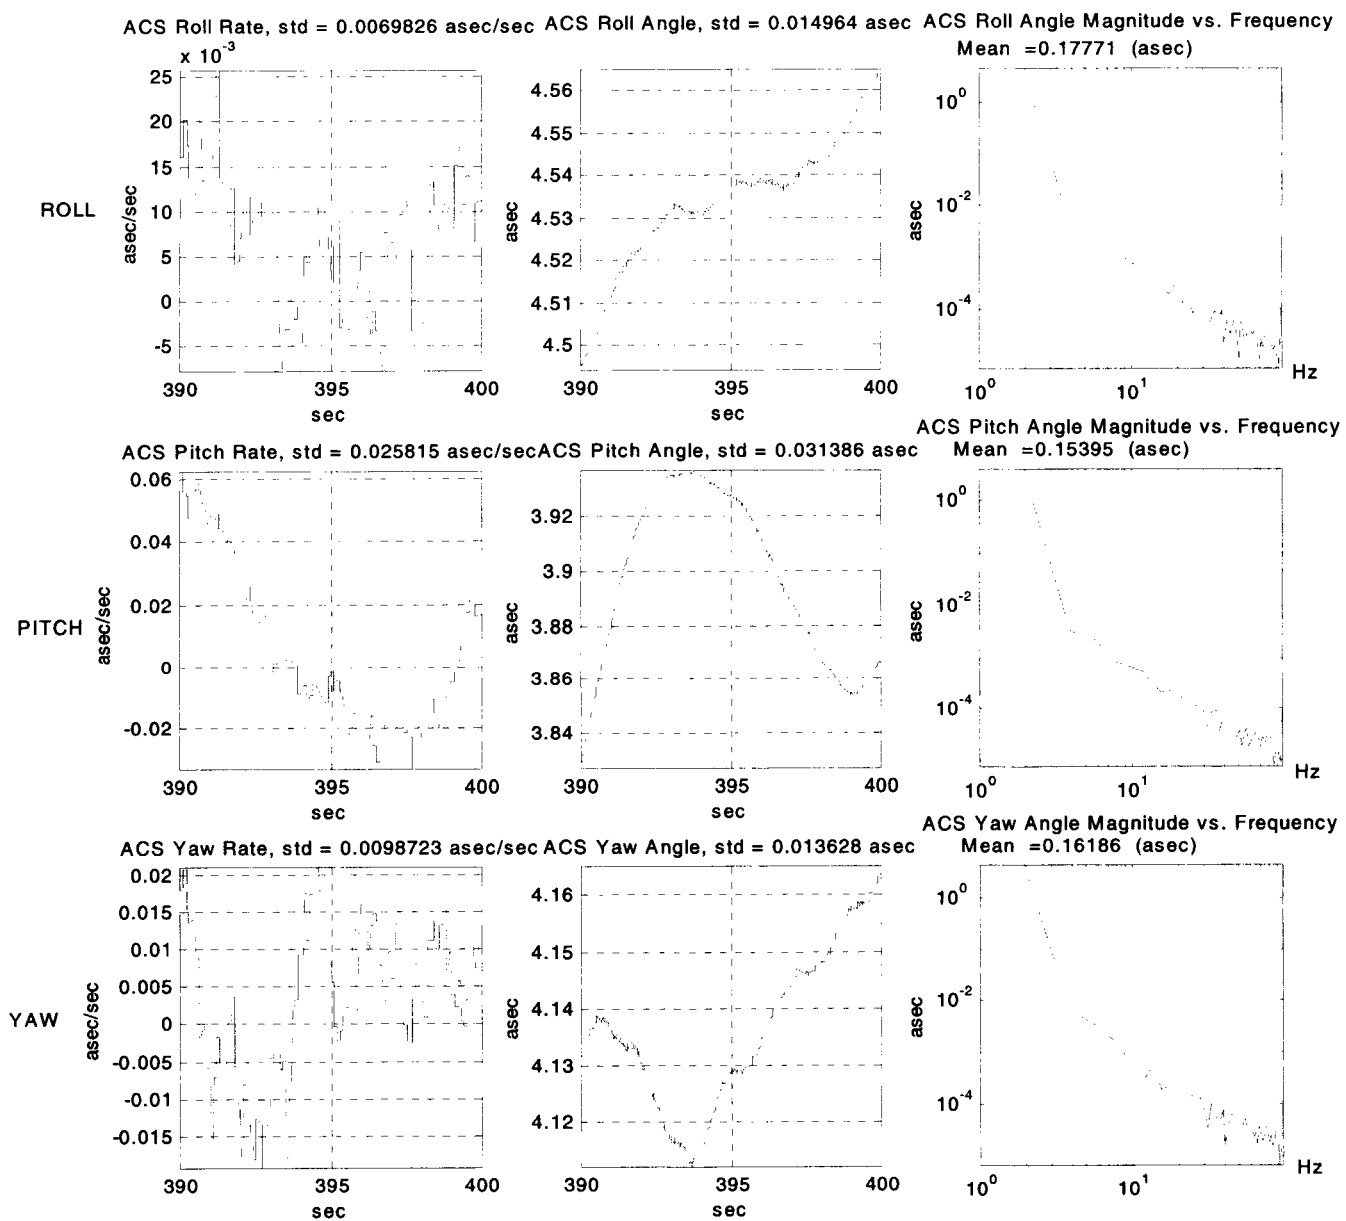 ACS Roll Rate, std = 0.0069826 asec/sec ACS Roll Angle, std = 0.014964 asec ACS Roll Angle Magnitude vs. Frequency
Mean =0.17771 (asec)
x 10^-3
25
20
15
10
5
0
-5
asec/sec
390 395 400
sec
ROLL
4.56
4.55
4.54
4.53
4.52
4.51
4.5
asec
390 395 400
sec
10^0
10^-2
10^-4
asec
10^0 10^1
Hz
ACS Pitch Rate, std = 0.025815 asec/sec ACS Pitch Angle, std = 0.031386 asec ACS Pitch Angle Magnitude vs. Frequency
Mean =0.15395 (asec)
0.06
0.04
0.02
0
-0.02
asec/sec
390 395 400
sec
PITCH
3.92
3.9
3.88
3.86
3.84
asec
390 395 400
sec
10^0
10^-2
10^-4
asec
10^0 10^1
Hz
ACS Yaw Rate, std = 0.0098723 asec/sec ACS Yaw Angle, std = 0.013628 asec ACS Yaw Angle Magnitude vs. Frequency
Mean =0.16186 (asec)
0.02
0.015
0.01
0.005
0
-0.005
-0.01
-0.015
asec/sec
390 395 400
sec
YAW
4.16
4.15
4.14
4.13
4.12
asec
390 395 400
sec
10^0
10^-2
10^-4
asec
10^0 10^1
Hz